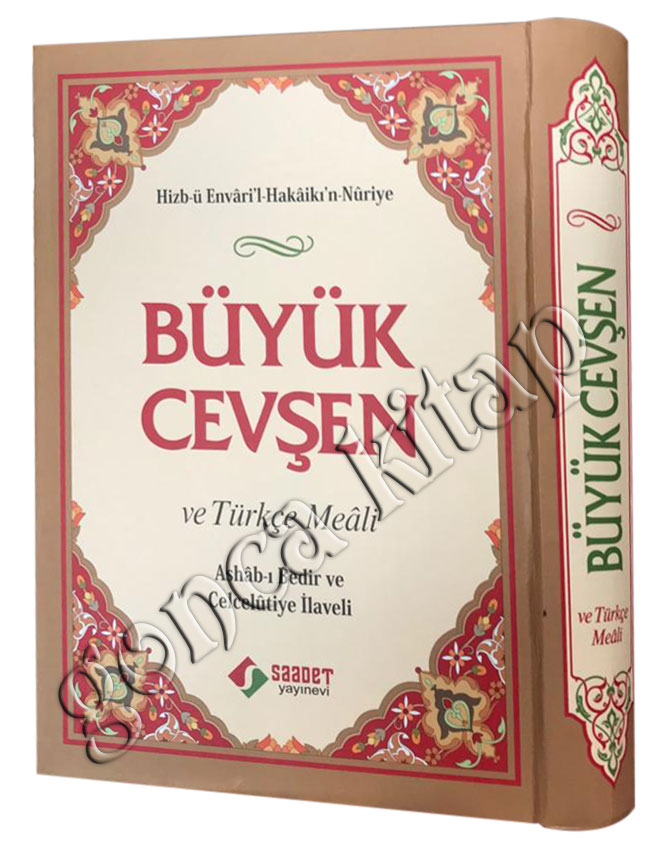 Hizb-ü Envâri'l-Hakâikı'n-Nûriye
BÜYÜK
CEVŞEN
ve Türkçe Meâli
Ashâb-ı Bedir ve
Celcelûtiye İlaveli
SAADET
yayınevi
BÜYÜK CEVŞEN
ve Türkçe
Meâli
gonca kitap